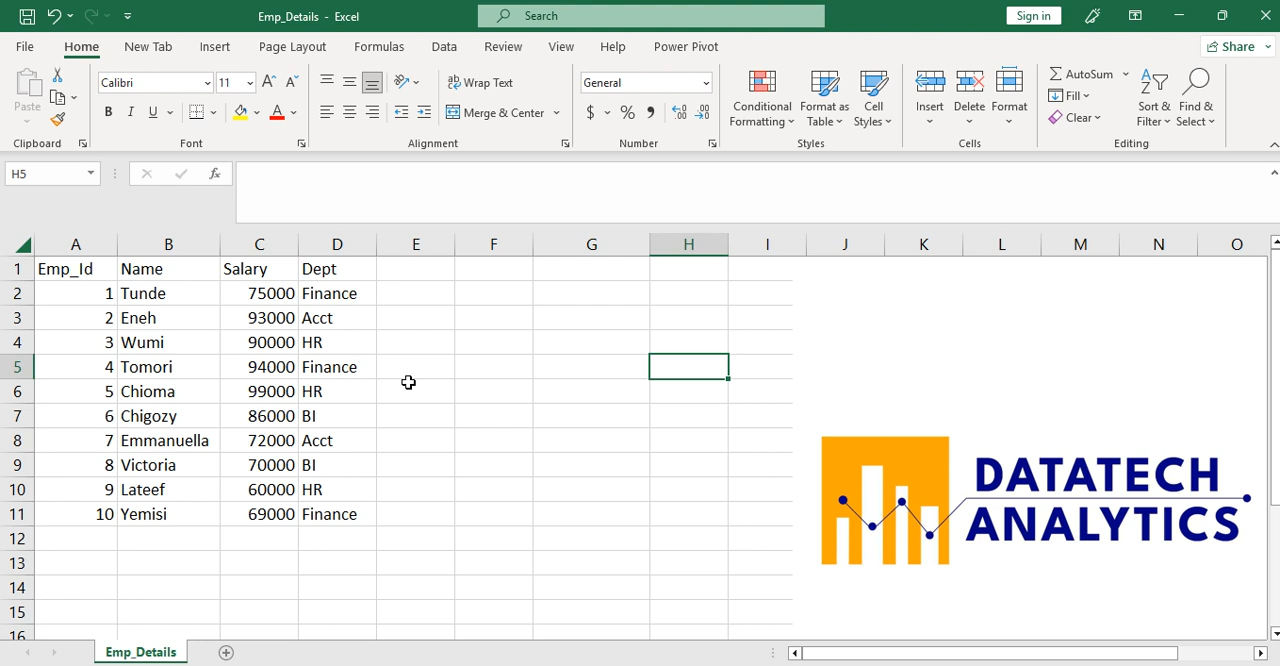 Emp_Details - Excel
Search
Sign in
File Home New Tab Insert Page Layout Formulas Data Review View Help Power Pivot
Share
Paste
Calibri 11
Wrap Text
Merge & Center
General
$ % ,
Conditional Formatting
Format as Table
Cell Styles
Insert
Delete
Format
AutoSum
Fill
Clear
Sort & Filter
Find & Select
Clipboard Font Alignment Number Styles Cells Editing
H5 fx
A B C D E F G H I J K L M N O
1 Emp_Id Name Salary Dept
2 1 Tunde 75000 Finance
3 2 Eneh 93000 Acct
4 3 Wumi 90000 HR
5 4 Tomori 94000 Finance
6 5 Chioma 99000 HR
7 6 Chigozy 86000 BI
8 7 Emmanuella 72000 Acct
9 8 Victoria 70000 BI
10 9 Lateef 60000 HR
11 10 Yemisi 69000 Finance
12
13
14
15
16
DATATECH
ANALYTICS
Emp_Details